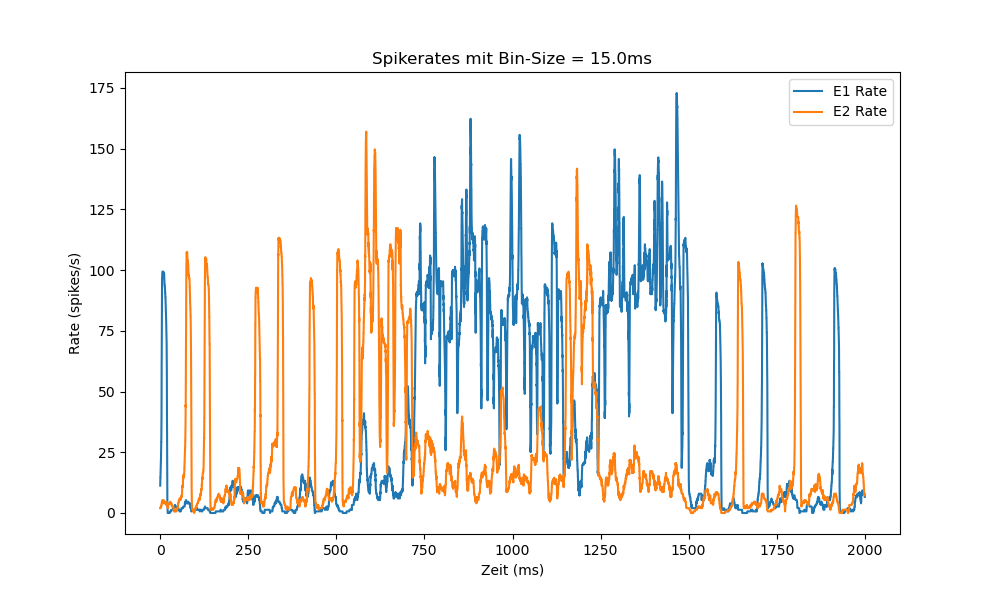 Spikerates mit Bin-Size = 15.0ms
E1 Rate
E2 Rate
Rate (spikes/s)
175
150
125
100
75
50
25
0
0 250 500 750 1000 1250 1500 1750 2000
Zeit (ms)